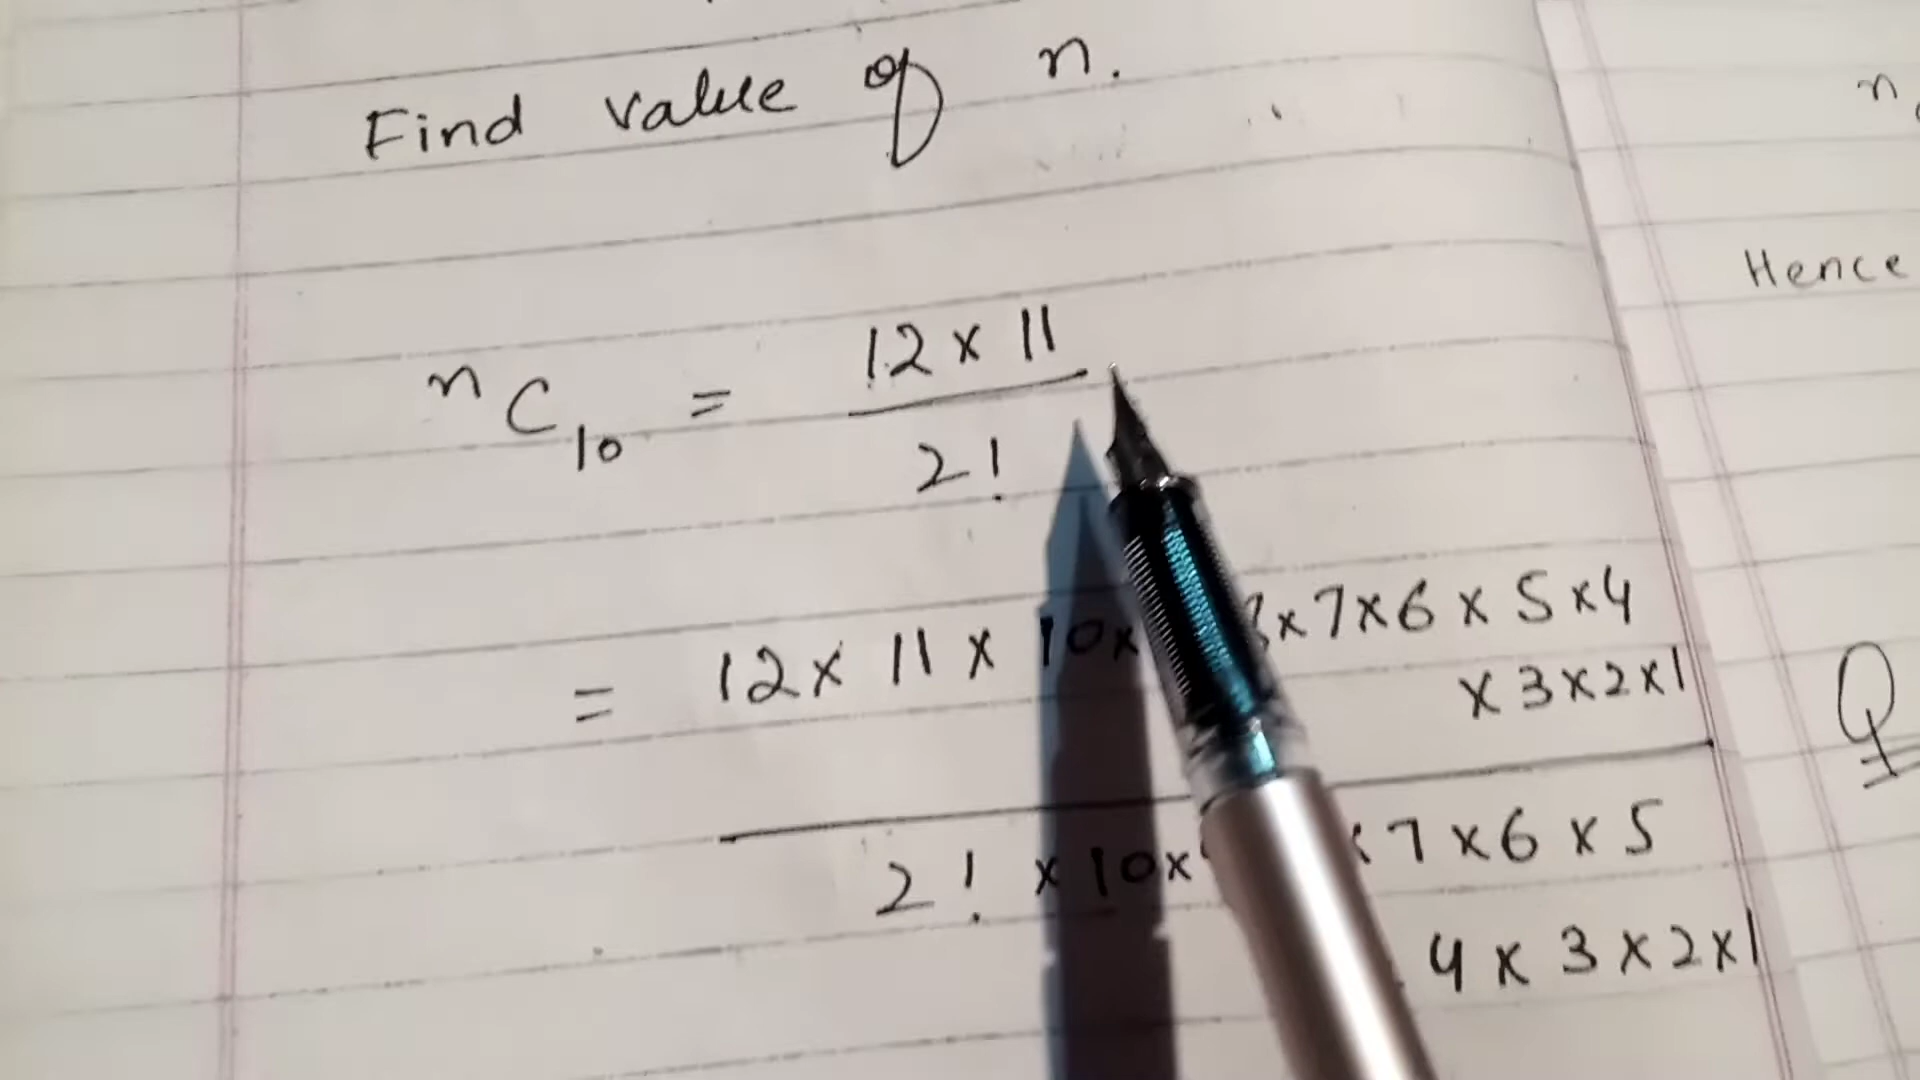 Find value of n.
n C 10 = 12 x 11
2!
= 12 x 11 x 10 x x 7 x 6 x 5 x 4
x 3 x 2 x 1
2! x 10 x x 7 x 6 x 5
4 x 3 x 2 x 1
n
Hence
Q